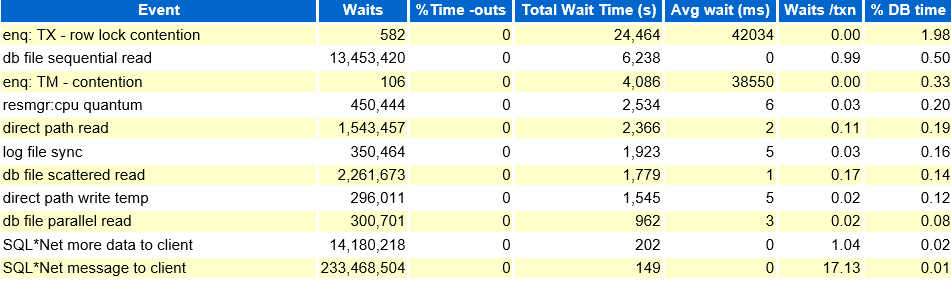 Event Waits %Time -outs Total Wait Time (s) Avg wait (ms) Waits /txn % DB time
enq: TX - row lock contention 582 0 24,464 42034 0.00 1.98
db file sequential read 13,453,420 0 6,238 0 0.99 0.50
enq: TM - contention 106 0 4,086 38550 0.00 0.33
resmgr:cpu quantum 450,444 0 2,534 6 0.03 0.20
direct path read 1,543,457 0 2,366 2 0.11 0.19
log file sync 350,464 0 1,923 5 0.03 0.16
db file scattered read 2,261,673 0 1,779 1 0.17 0.14
direct path write temp 296,011 0 1,545 5 0.02 0.12
db file parallel read 300,701 0 962 3 0.02 0.08
SQL*Net more data to client 14,180,218 0 202 0 1.04 0.02
SQL*Net message to client 233,468,504 0 149 0 17.13 0.01